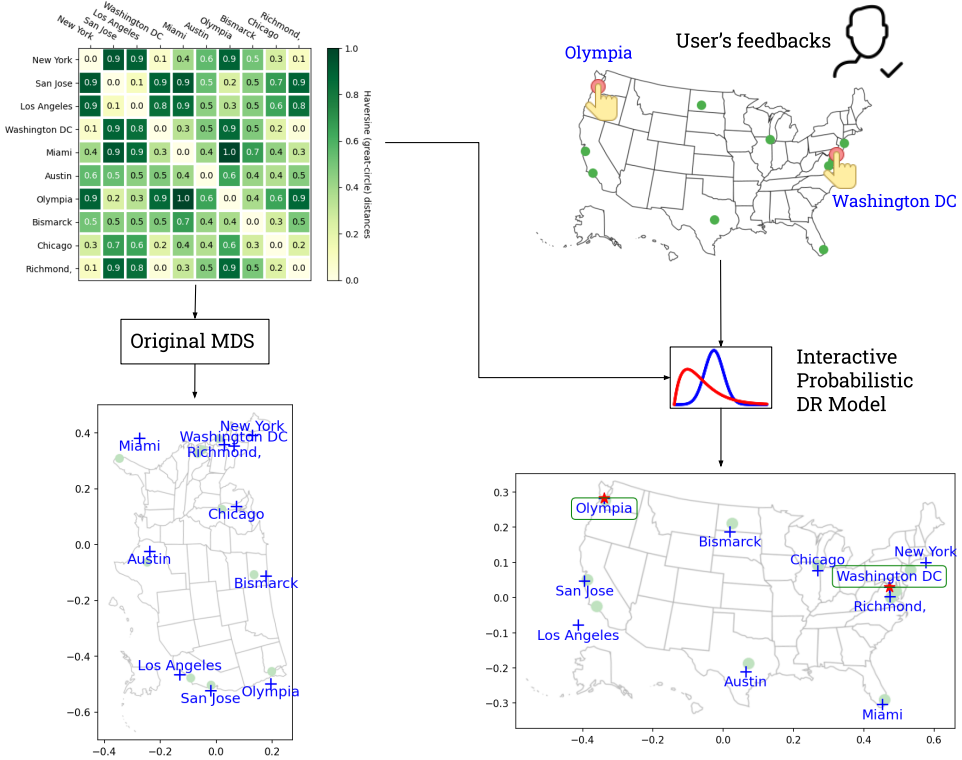 New York
San Jose
Los Angeles
Washington DC
Miami
Austin
Olympia
Bismarck
Chicago
Richmond,
New York 0.0 0.9 0.9 0.1 0.4 0.6 0.9 0.5 0.3 0.1
San Jose 0.9 0.0 0.1 0.9 0.9 0.5 0.2 0.5 0.7 0.9
Los Angeles 0.9 0.1 0.0 0.8 0.9 0.5 0.3 0.5 0.6 0.8
Washington DC 0.1 0.9 0.8 0.0 0.3 0.5 0.9 0.5 0.2 0.0
Miami 0.4 0.9 0.9 0.3 0.0 0.4 1.0 0.7 0.4 0.3
Austin 0.6 0.5 0.5 0.5 0.4 0.0 0.6 0.4 0.4 0.5
Olympia 0.9 0.2 0.3 0.9 1.0 0.6 0.0 0.4 0.6 0.9
Bismarck 0.5 0.5 0.5 0.5 0.7 0.4 0.4 0.0 0.3 0.5
Chicago 0.3 0.7 0.6 0.2 0.4 0.4 0.6 0.3 0.0 0.2
Richmond, 0.1 0.9 0.8 0.0 0.3 0.5 0.9 0.5 0.2 0.0
1.0
0.8
0.6
0.4
0.2
0.0
Haversine (great-circle) distances
User's feedbacks
Olympia
Washington DC
Original MDS
Interactive
Probabilistic
DR Model
0.4
0.2
0.0
−0.2
−0.4
−0.6
−0.4 −0.2 0.0 0.2
New York
Washington DC
Miami
Richmond,
Chicago
Austin
Bismarck
Los Angeles
San Jose
Olympia
0.3
0.2
0.1
0.0
−0.1
−0.2
−0.3
−0.4 −0.2 0.0 0.2 0.4 0.6
Olympia
Bismarck
New York
Chicago
Washington DC
San Jose
Richmond,
Los Angeles
Austin
Miami